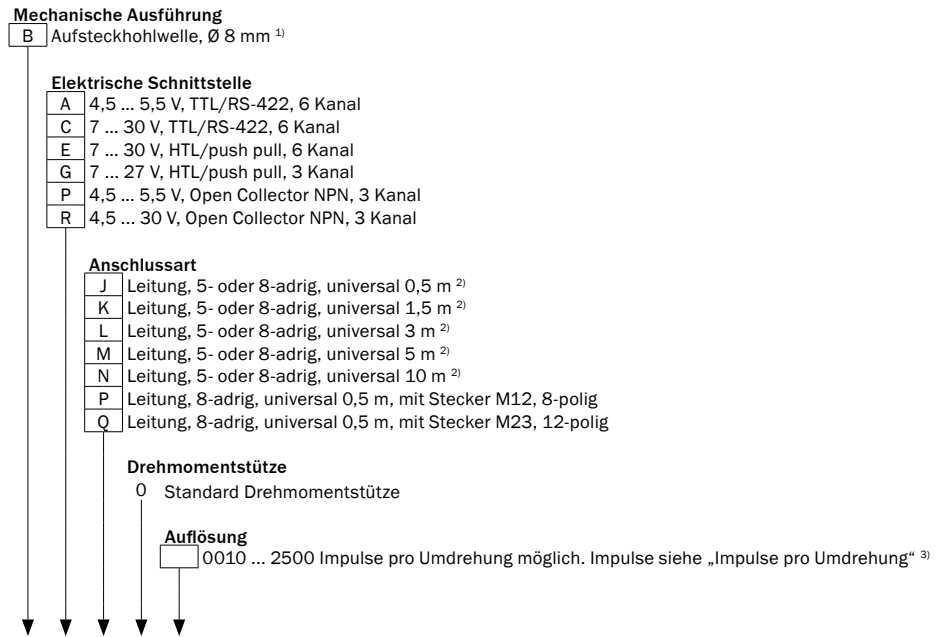 Mechanische Ausführung
B Aufsteckhohlwelle, Ø 8 mm 1)
Elektrische Schnittstelle
A 4,5 ... 5,5 V, TTL/RS-422, 6 Kanal
C 7 ... 30 V, TTL/RS-422, 6 Kanal
E 7 ... 30 V, HTL/push pull, 6 Kanal
G 7 ... 27 V, HTL/push pull, 3 Kanal
P 4,5 ... 5,5 V, Open Collector NPN, 3 Kanal
R 4,5 ... 30 V, Open Collector NPN, 3 Kanal
Anschlussart
J Leitung, 5- oder 8-adrig, universal 0,5 m 2)
K Leitung, 5- oder 8-adrig, universal 1,5 m 2)
L Leitung, 5- oder 8-adrig, universal 3 m 2)
M Leitung, 5- oder 8-adrig, universal 5 m 2)
N Leitung, 5- oder 8-adrig, universal 10 m 2)
P Leitung, 8-adrig, universal 0,5 m, mit Stecker M12, 8-polig
Q Leitung, 8-adrig, universal 0,5 m, mit Stecker M23, 12-polig
Drehmomentstütze
0 Standard Drehmomentstütze
Auflösung
0010 ... 2500 Impulse pro Umdrehung möglich. Impulse siehe „Impulse pro Umdrehung“ 3)